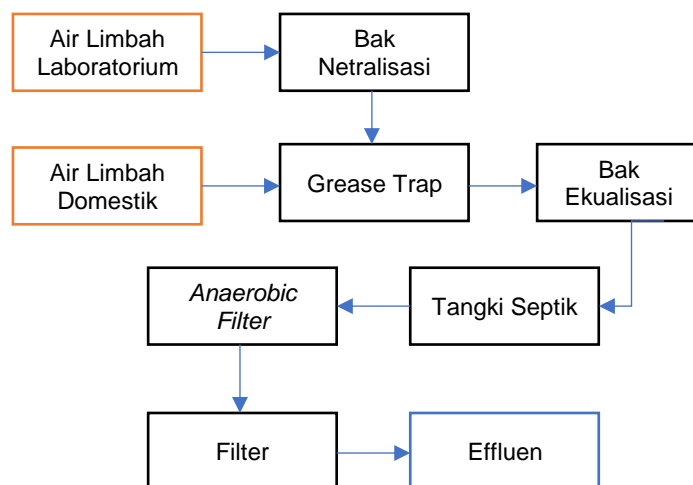 Air Limbah
Laboratorium
Bak
Netralisasi
Air Limbah
Domestik
Grease Trap
Bak
Ekualisasi
Anaerobic
Filter
Tangki Septik
Filter
Effluen